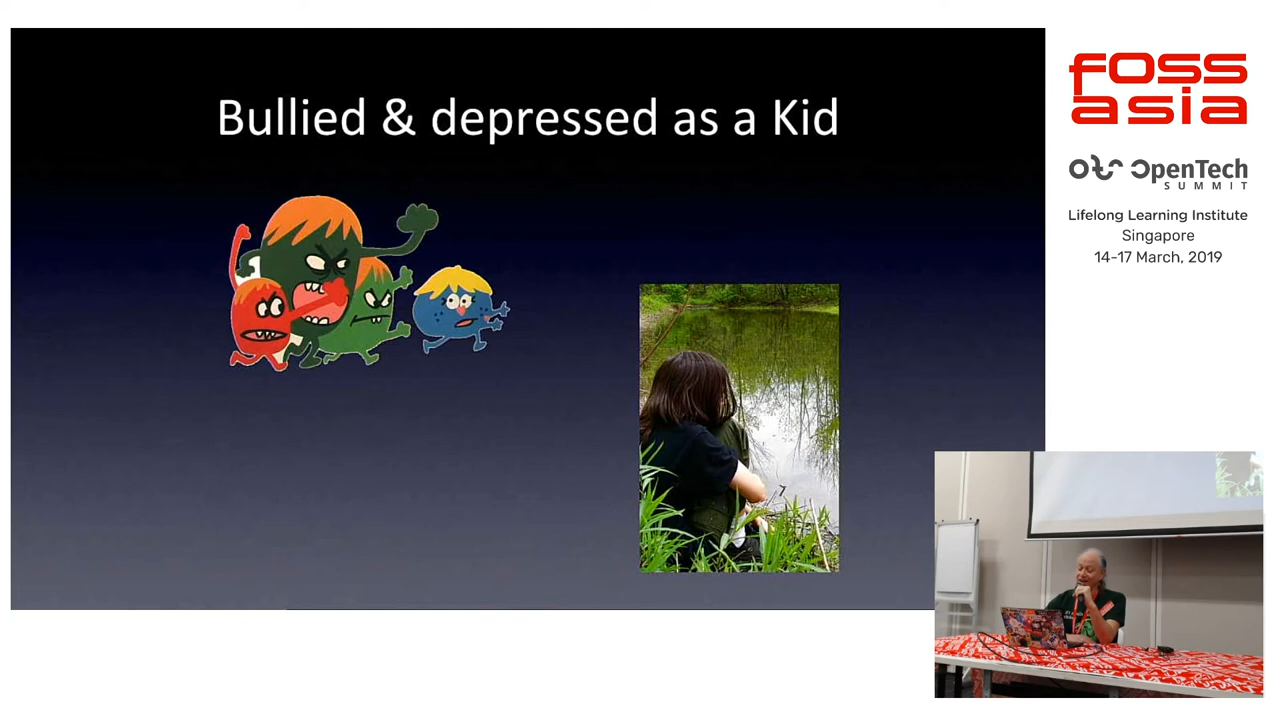 Bullied & depressed as a Kid
fOSS
asia
OpenTech
SUMMIT
Lifelong Learning Institute
Singapore
14-17 March, 2019